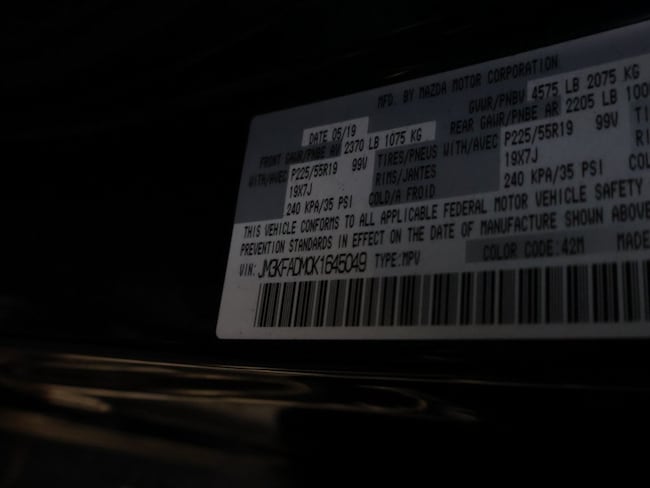 MFD. BY MAZDA MOTOR CORPORATION
DATE 05/19 GVWR/PNBV 4575 LB 2075 KG
FRONT GAWR/PNBE AV 2370 LB 1075 KG REAR GAWR/PNBE AR 2205 LB
WITH/AVEC P225/55R19 99V TIRES/PNEUS WITH/AVEC P225/55R19 99V
19X7J RIMS/JANTES 19X7J
240 KPA/35 PSI COLD/A FROID 240 KPA/35 PSI
THIS VEHICLE CONFORMS TO ALL APPLICABLE FEDERAL MOTOR VEHICLE SAFETY
PREVENTION STANDARDS IN EFFECT ON THE DATE OF MANUFACTURE SHOWN ABOVE
VIN: JM3KFADM0K1645049 TYPE:MPV COLOR CODE:42M MADE